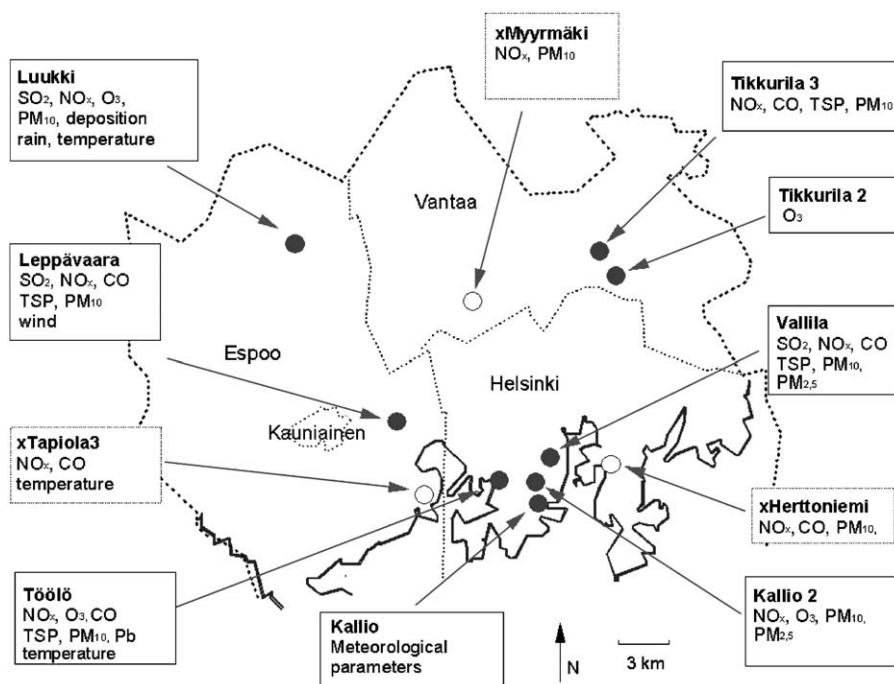 xMyyrmäki
NOx, PM10
Luukki
SO2, NOx, O3,
PM10, deposition
rain, temperature
Tikkurila 3
NOx, CO, TSP, PM10
Vantaa
Tikkurila 2
O3
Leppävaara
SO2, NOx, CO
TSP, PM10
wind
Vallila
SO2, NOx, CO
TSP, PM10,
PM2,5
Espoo
Helsinki
Kauniainen
xTapiola3
NOx, CO
temperature
xHerttoniemi
NOx, CO, PM10,
Töölö
NOx, O3, CO
TSP, PM10, Pb
temperature
Kallio
Meteorological
parameters
Kallio 2
NOx, O3, PM10,
PM2,5
N
3 km